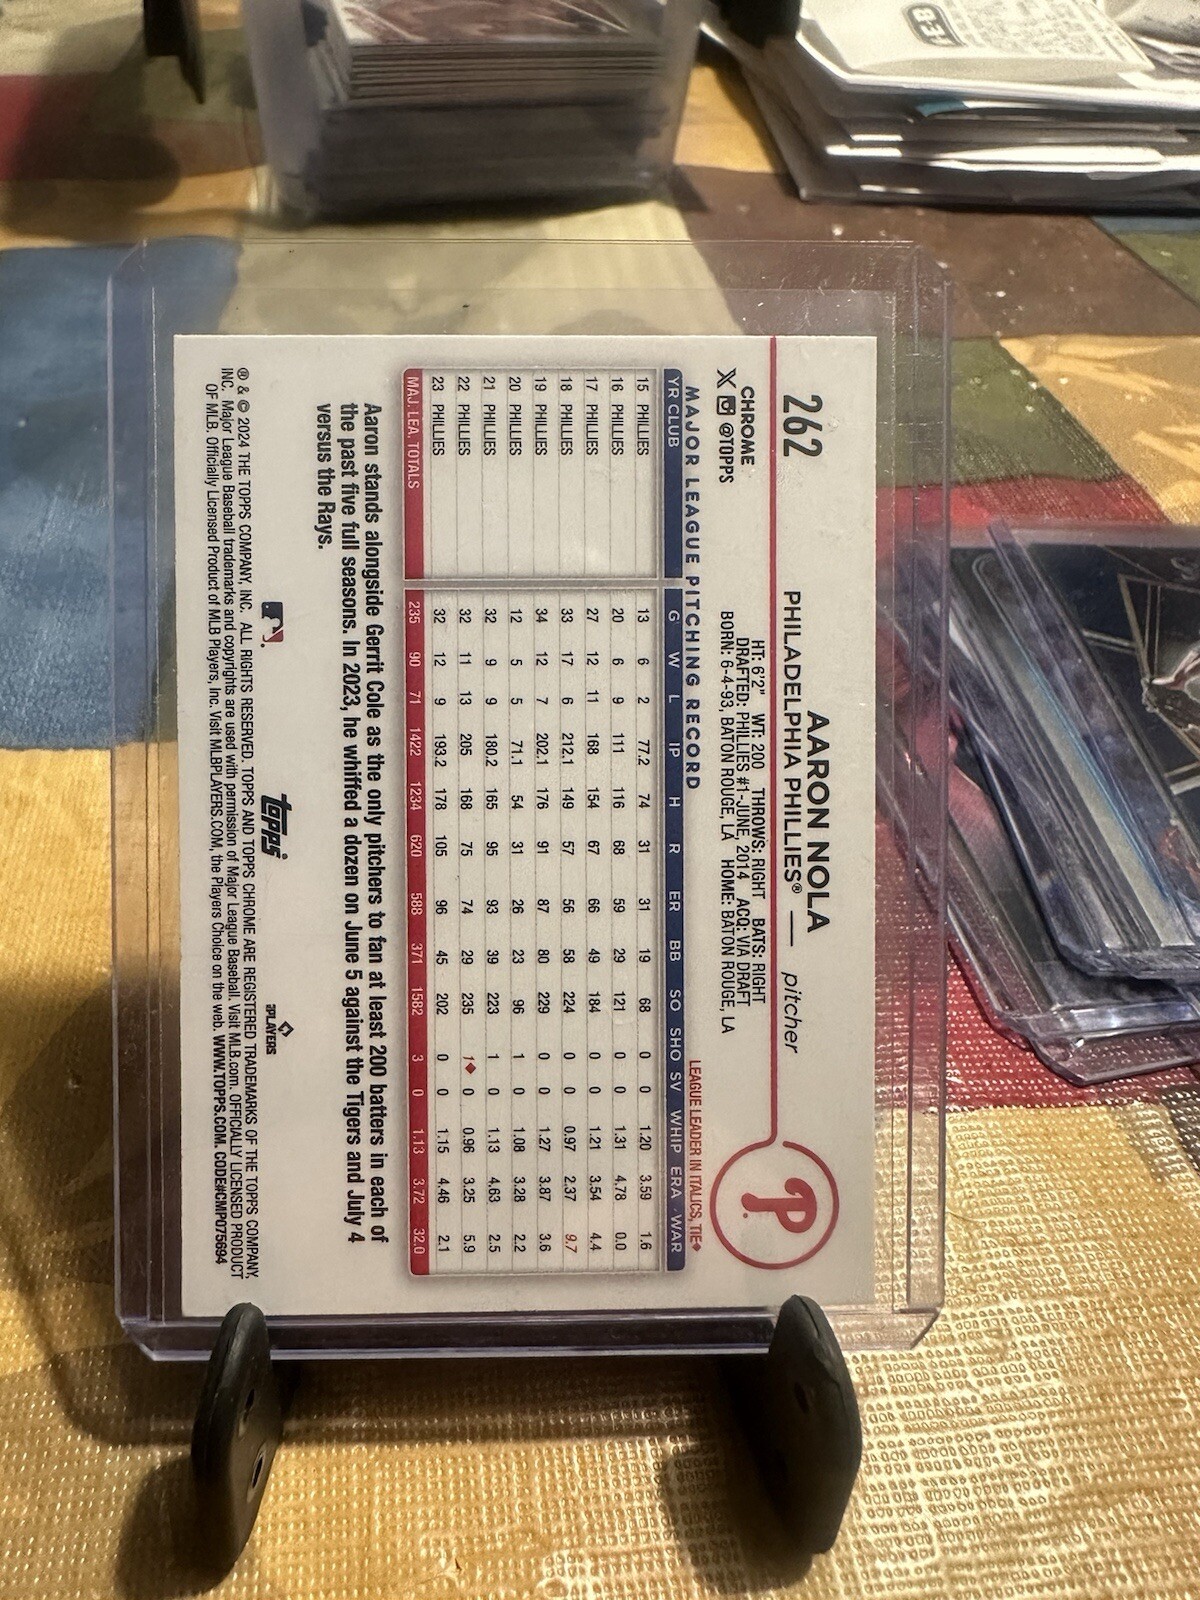 262
AARON NOLA
PHILADELPHIA PHILLIES® — pitcher
P
CHROME
X @TOPPS
HT: 6'2" WT: 200 THROWS: RIGHT BATS: RIGHT
DRAFTED: PHILLIES #1-JUNE, 2014 ACQ: VIA DRAFT
BORN: 6-4-93, BATON ROUGE, LA HOME: BATON ROUGE, LA
MAJOR LEAGUE PITCHING RECORD
LEAGUE LEADER IN ITALICS, TIE◆
YR CLUB G W L IP H R ER BB SO SHO SV WHIP ERA WAR
15 PHILLIES 13 6 2 77.2 74 31 31 19 68 0 0 1.20 3.59 1.6
16 PHILLIES 20 6 9 111 116 68 59 29 121 0 0 1.31 4.78 0.0
17 PHILLIES 27 12 11 168 154 67 66 49 184 0 0 1.21 3.54 4.4
18 PHILLIES 33 17 6 212.1 149 57 56 58 224 0 0 0.97 2.37 9.7
19 PHILLIES 34 12 7 202.1 176 91 87 80 229 0 0 1.27 3.87 3.6
20 PHILLIES 12 5 5 71.1 54 31 26 23 96 1 0 1.08 3.28 2.2
21 PHILLIES 32 9 9 180.2 165 95 93 39 223 1 0 1.13 4.63 2.5
22 PHILLIES 32 11 13 205 168 75 74 29 235 1◆ 0 0.96 3.25 5.9
23 PHILLIES 32 12 9 193.2 178 105 96 45 202 0 0 1.15 4.46 2.1
MAJ. LEA. TOTALS 235 90 71 1422 1234 620 588 371 1582 3 0 1.13 3.72 32.0
Aaron stands alongside Gerrit Cole as the only pitchers to fan at least 200 batters in each of
the past five full seasons. In 2023, he whiffed a dozen on June 5 against the Tigers and July 4
versus the Rays.
topps
PLAYERS
® & © 2024 THE TOPPS COMPANY, INC. ALL RIGHTS RESERVED. TOPPS AND TOPPS CHROME ARE REGISTERED TRADEMARKS OF THE TOPPS COMPANY,
INC. Major League Baseball trademarks and copyrights are used with permission of Major League Baseball. Visit MLB.com. OFFICIALLY LICENSED PRODUCT
OF MLB. Officially Licensed Product of MLB Players, Inc. Visit MLBPLAYERS.COM, the Players Choice on the web. WWW.TOPPS.COM. CODE#CMP075694